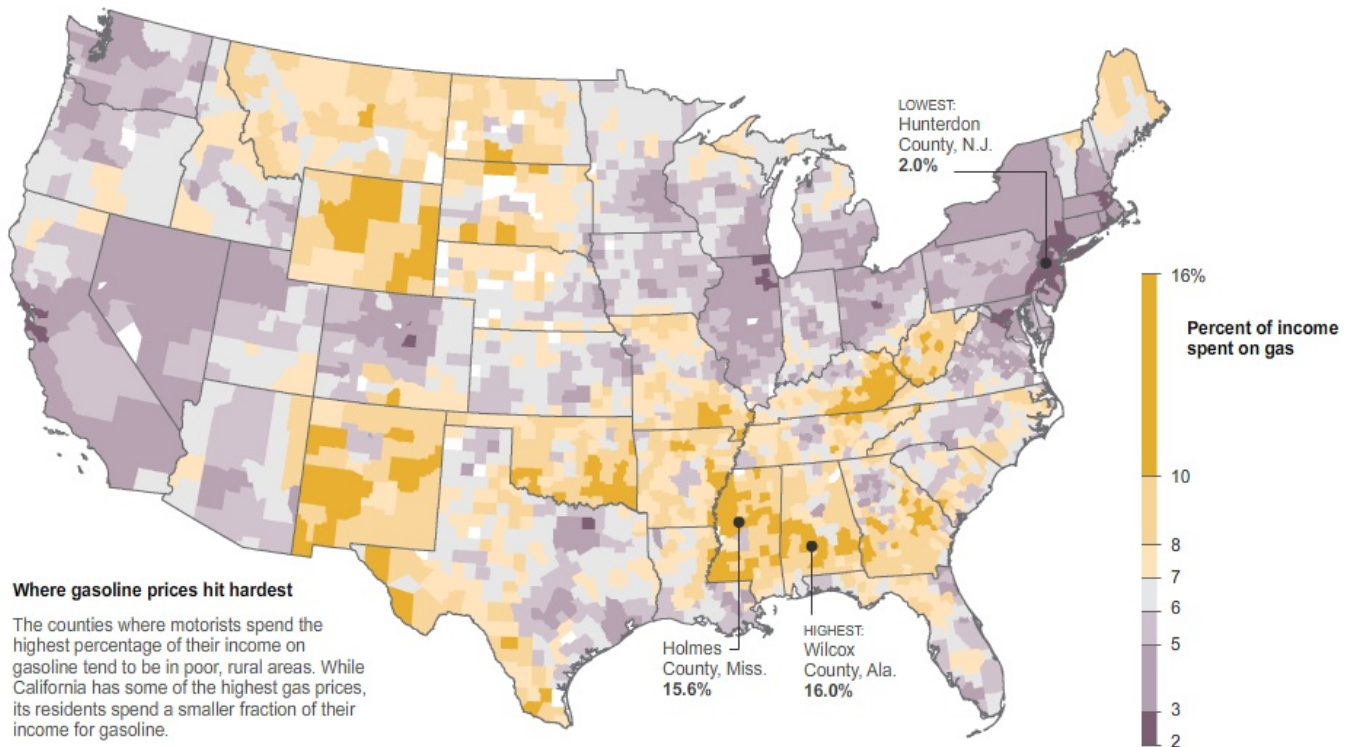 LOWEST:
Hunterdon
County, N.J.
2.0%
16%
Percent of income
spent on gas
10
8
7
6
5
3
2
Where gasoline prices hit hardest
The counties where motorists spend the
highest percentage of their income on
gasoline tend to be in poor, rural areas. While
California has some of the highest gas prices,
its residents spend a smaller fraction of their
income for gasoline.
Holmes
County, Miss.
15.6%
HIGHEST:
Wilcox
County, Ala.
16.0%